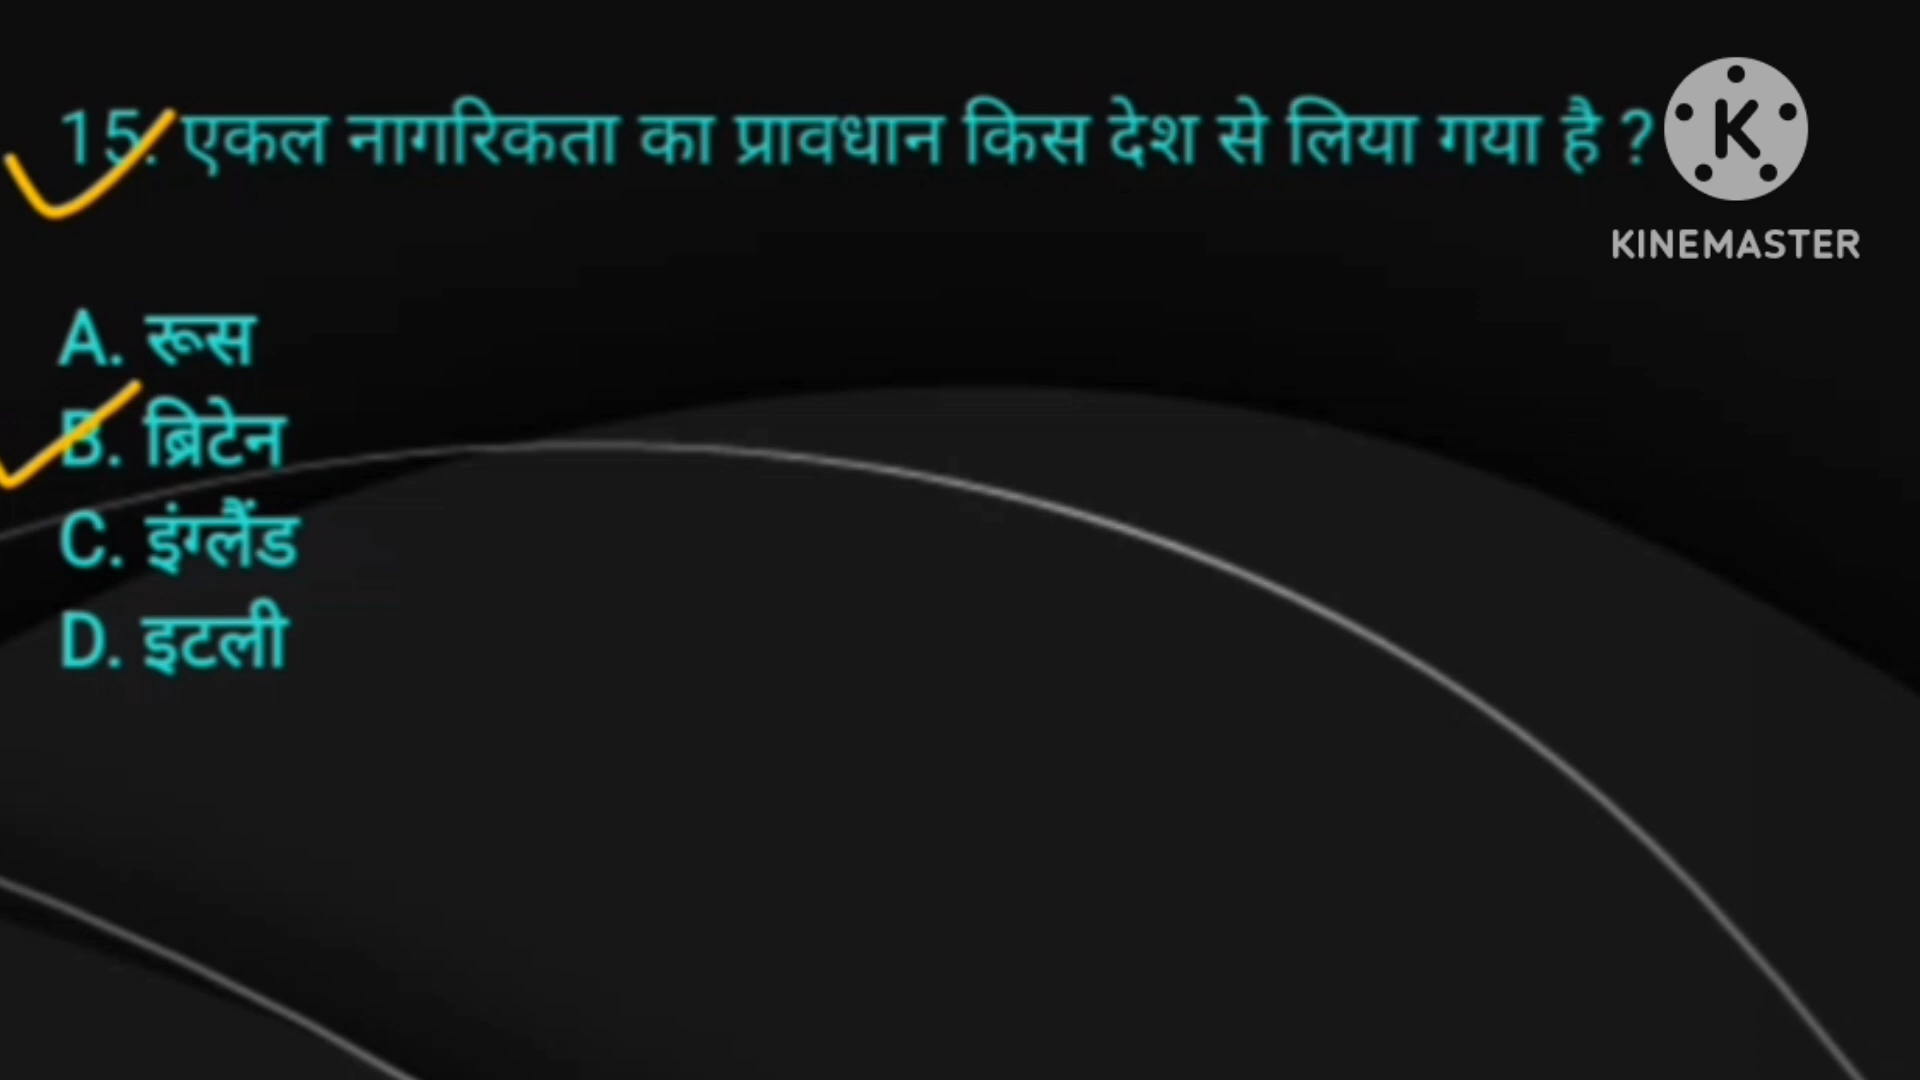 15. एकल नागरिकता का प्रावधान किस देश से लिया गया है ?
K
KINEMASTER
A. रूस
B. ब्रिटेन
C. इंग्लैंड
D. इटली